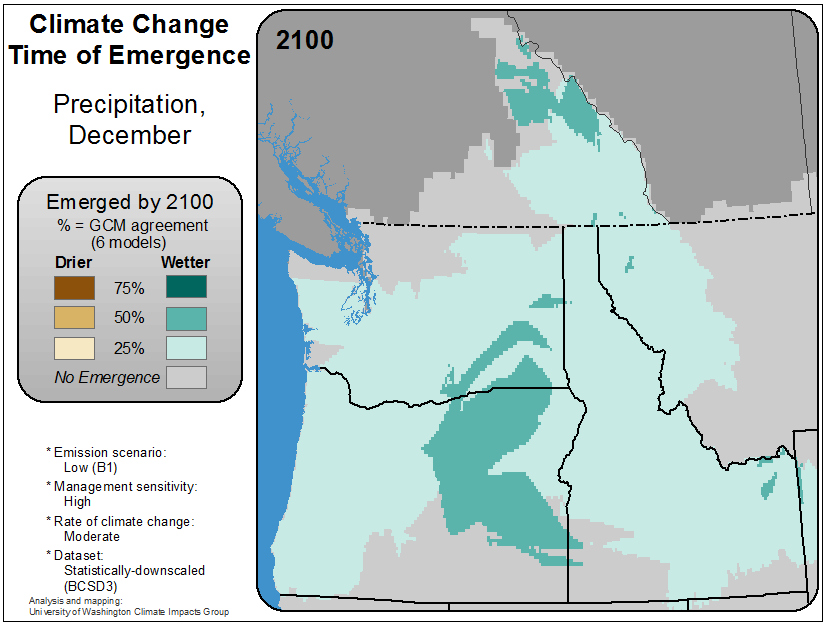 Climate Change
Time of Emergence
Precipitation,
December
2100
Emerged by 2100
% = GCM agreement
(6 models)
Drier Wetter
75%
50%
25%
No Emergence
* Emission scenario:
Low (B1)
* Management sensitivity:
High
* Rate of climate change:
Moderate
* Dataset:
Statistically-downscaled
(BCSD3)
Analysis and mapping:
University of Washington Climate Impacts Group